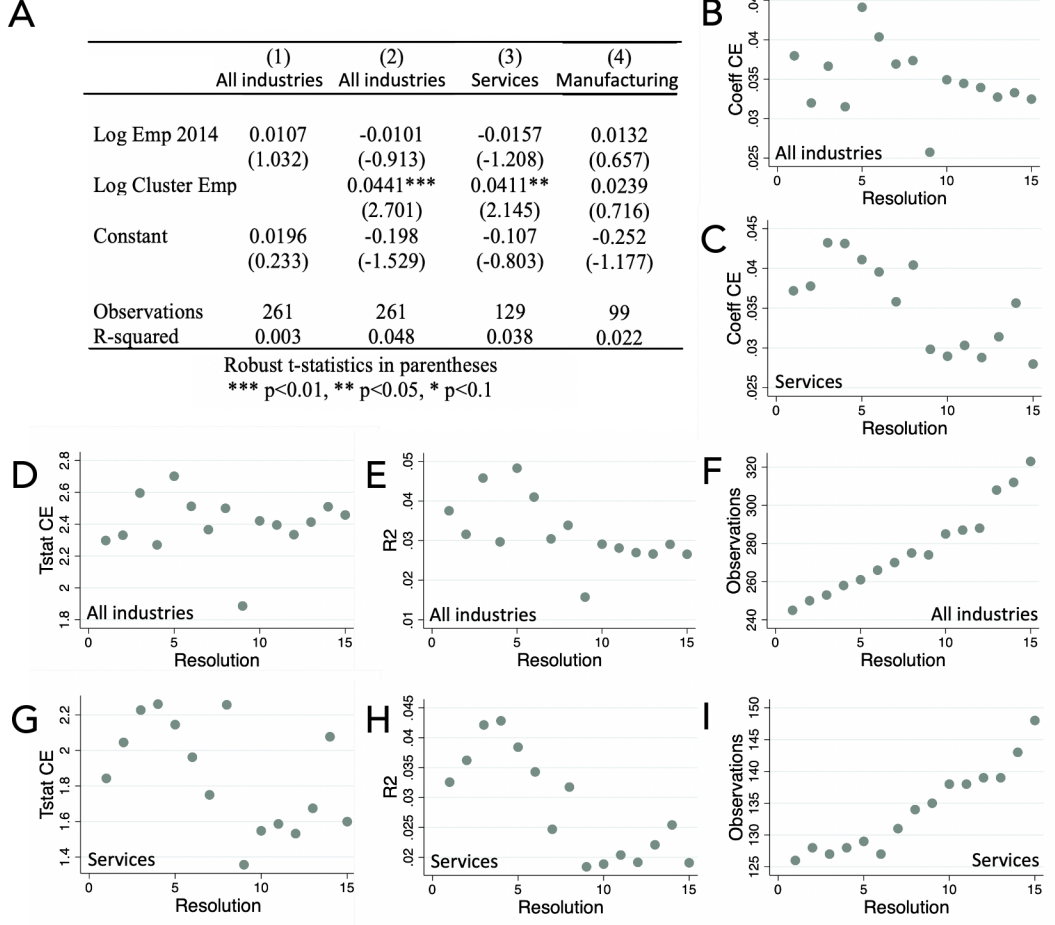 A
(1) (2) (3) (4)
All industries All industries Services Manufacturing
Log Emp 2014 0.0107 -0.0101 -0.0157 0.0132
(1.032) (-0.913) (-1.208) (0.657)
Log Cluster Emp 0.0441*** 0.0411** 0.0239
(2.701) (2.145) (0.716)
Constant 0.0196 -0.198 -0.107 -0.252
(0.233) (-1.529) (-0.803) (-1.177)
Observations 261 261 129 99
R-squared 0.003 0.048 0.038 0.022
Robust t-statistics in parentheses
*** p<0.01, ** p<0.05, * p<0.1
B
Coeff CE
.025 .03 .035 .04
All industries
0 5 10 15
Resolution
C
Coeff CE
.025 .03 .035 .04 .045
Services
0 5 10 15
Resolution
D
Tstat CE
1.8 2 2.2 2.4 2.6 2.8
All industries
0 5 10 15
Resolution
E
R2
.01 .02 .03 .04 .05
All industries
0 5 10 15
Resolution
F
Observations
240 260 280 300 320
All industries
0 5 10 15
Resolution
G
Tstat CE
1.4 1.6 1.8 2 2.2
Services
0 5 10 15
Resolution
H
R2
.02 .025 .03 .035 .04 .045
Services
0 5 10 15
Resolution
I
Observations
125 130 135 140 145 150
Services
0 5 10 15
Resolution